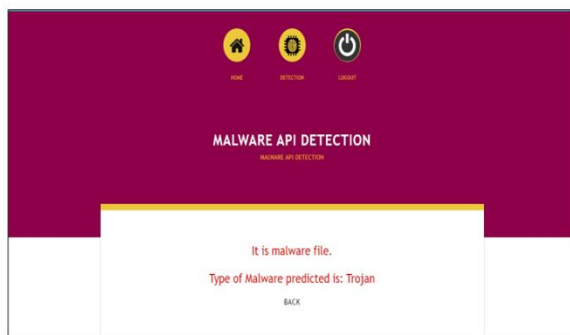 HOME DETECTION LOGOUT
MALWARE API DETECTION
MALWARE API DETECTION
It is malware file.
Type of Malware predicted is: Trojan
BACK